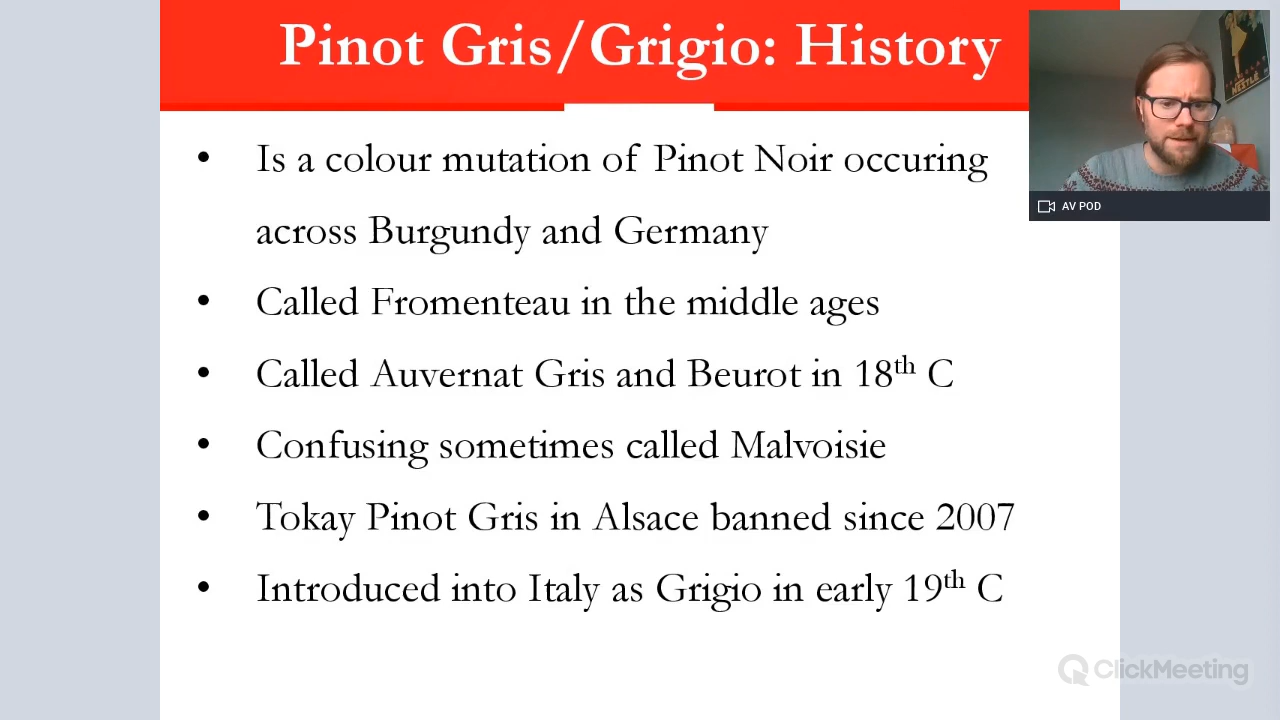 Pinot Gris/Grigio: History
• Is a colour mutation of Pinot Noir occuring
across Burgundy and Germany
• Called Fromenteau in the middle ages
• Called Auvernat Gris and Beurot in 18th C
• Confusing sometimes called Malvoisie
• Tokay Pinot Gris in Alsace banned since 2007
• Introduced into Italy as Grigio in early 19th C
NESTLÉ
AV POD
ClickMeeting